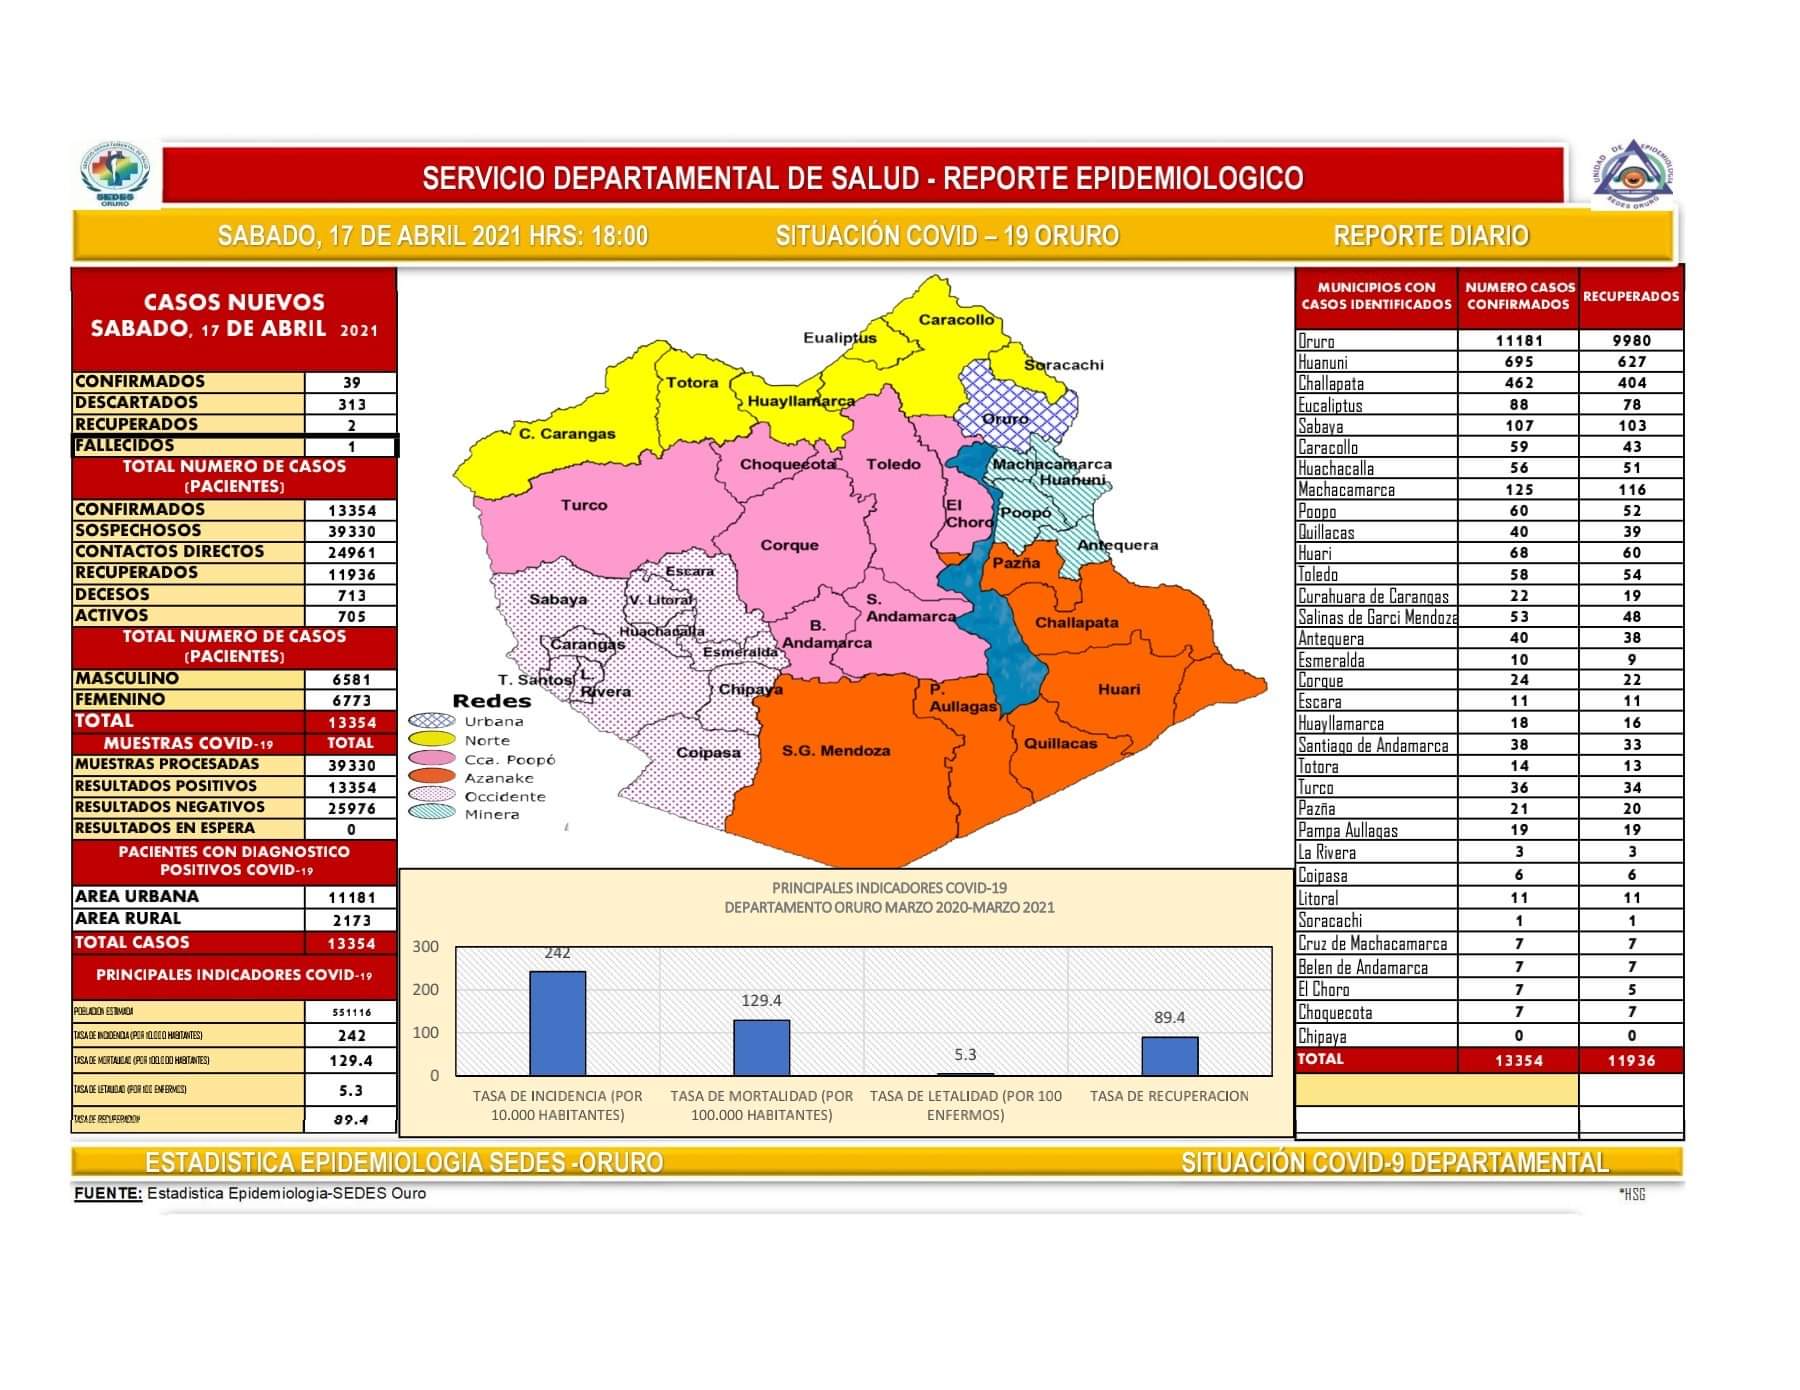 SERVICIO DEPARTAMENTAL DE SALUD - REPORTE EPIDEMIOLOGICO
SEDES
ORURO
UNIDAD DE EPIDEMIOLOGIA
SEDES ORURO
SABADO, 17 DE ABRIL 2021 HRS: 18:00 SITUACIÓN COVID – 19 ORURO REPORTE DIARIO
CASOS NUEVOS
SABADO, 17 DE ABRIL 2021
CONFIRMADOS 39
DESCARTADOS 313
RECUPERADOS 2
FALLECIDOS 1
TOTAL NUMERO DE CASOS
(PACIENTES)
CONFIRMADOS 13354
SOSPECHOSOS 39330
CONTACTOS DIRECTOS 24961
RECUPERADOS 11936
DECESOS 713
ACTIVOS 705
TOTAL NUMERO DE CASOS
(PACIENTES)
MASCULINO 6581
FEMENINO 6773
TOTAL 13354
MUESTRAS COVID-19 TOTAL
MUESTRAS PROCESADAS 39330
RESULTADOS POSITIVOS 13354
RESULTADOS NEGATIVOS 25976
RESULTADOS EN ESPERA 0
PACIENTES CON DIAGNOSTICO
POSITIVOS COVID-19
AREA URBANA 11181
AREA RURAL 2173
TOTAL CASOS 13354
PRINCIPALES INDICADORES COVID-19
POBLACION ESTIMADA 551116
TASA DE INCIDENCIA (POR 10.000 HABITANTES) 242
TASA DE MORTALIDAD (POR 100.000 HABITANTES) 129.4
TASA DE LETALIDAD (POR 100 ENFERMOS) 5.3
TASA DE RECUPERACION 89.4
Caracollo
Eualiptus
Soracachi
Totora
Huayllamarca
Oruro
C. Carangas
Choquecota
Toledo
Machacamarca
Huanuni
Turco
El
Choro
Poopó
Corque
Antequera
Pazña
Escara
Sabaya
V. Litoral
S.
Andamarca
Challapata
Huachacalla
B.
Andamarca
Carangas
Esmeralda
T. Santos
L.
Rivera
Chipaya
P.
Aullagas
Huari
Coipasa
S.G. Mendoza
Quillacas
Redes
Urbana
Norte
Cca. Poopó
Azanake
Occidente
Minera
PRINCIPALES INDICADORES COVID-19
DEPARTAMENTO ORURO MARZO 2020-MARZO 2021
300
200
100
0
242
129.4
5.3
89.4
TASA DE INCIDENCIA (POR 10.000 HABITANTES)
TASA DE MORTALIDAD (POR 100.000 HABITANTES)
TASA DE LETALIDAD (POR 100 ENFERMOS)
TASA DE RECUPERACION
MUNICIPIOS CON CASOS IDENTIFICADOS NUMERO CASOS CONFIRMADOS RECUPERADOS
Oruro 11181 9980
Huanuni 695 627
Challapata 462 404
Eucaliptus 88 78
Sabaya 107 103
Caracollo 59 43
Huachacalla 56 51
Machacamarca 125 116
Poopo 60 52
Quillacas 40 39
Huari 68 60
Toledo 58 54
Curahuara de Carangas 22 19
Salinas de Garci Mendoza 53 48
Antequera 40 38
Esmeralda 10 9
Corque 24 22
Escara 11 11
Huayllamarca 18 16
Santiago de Andamarca 38 33
Totora 14 13
Turco 36 34
Pazña 21 20
Pampa Aullagas 19 19
La Rivera 3 3
Coipasa 6 6
Litoral 11 11
Soracachi 1 1
Cruz de Machacamarca 7 7
Belen de Andamarca 7 7
El Choro 7 5
Choquecota 7 7
Chipaya 0 0
TOTAL 13354 11936
ESTADISTICA EPIDEMIOLOGIA SEDES -ORURO SITUACIÓN COVID-9 DEPARTAMENTAL
FUENTE: Estadistica Epidemiologia-SEDES Ouro *HSG